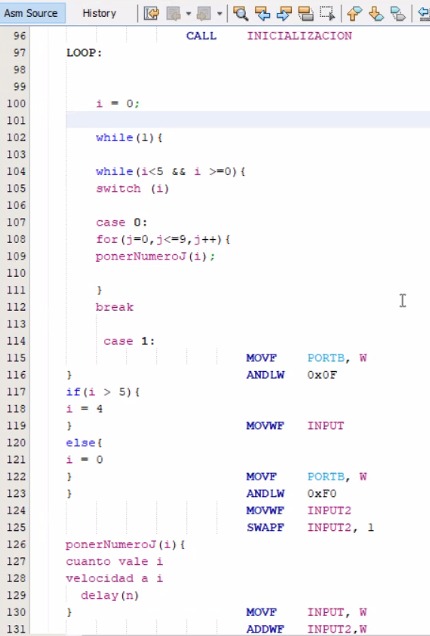 Asm Source History
96 CALL INICIALIZACION
97 LOOP:
98
99
100 i = 0;
101
102 while(1){
103
104 while(i<5 && i >=0){
105 switch (i)
106
107 case 0:
108 for(j=0,j<=9,j++){
109 ponerNumeroJ(i);
110
111 }
112 break
113
114 case 1:
115 MOVF PORTB, W
116 } ANDLW 0x0F
117 if(i > 5){
118 i = 4
119 } MOVWF INPUT
120 else{
121 i = 0
122 } MOVF PORTB, W
123 } ANDLW 0xF0
124 MOVWF INPUT2
125 SWAPF INPUT2, 1
126 ponerNumeroJ(i){
127 cuanto vale i
128 velocidad a i
129 delay(n)
130 } MOVF INPUT, W
131 ADDWF INPUT2,W